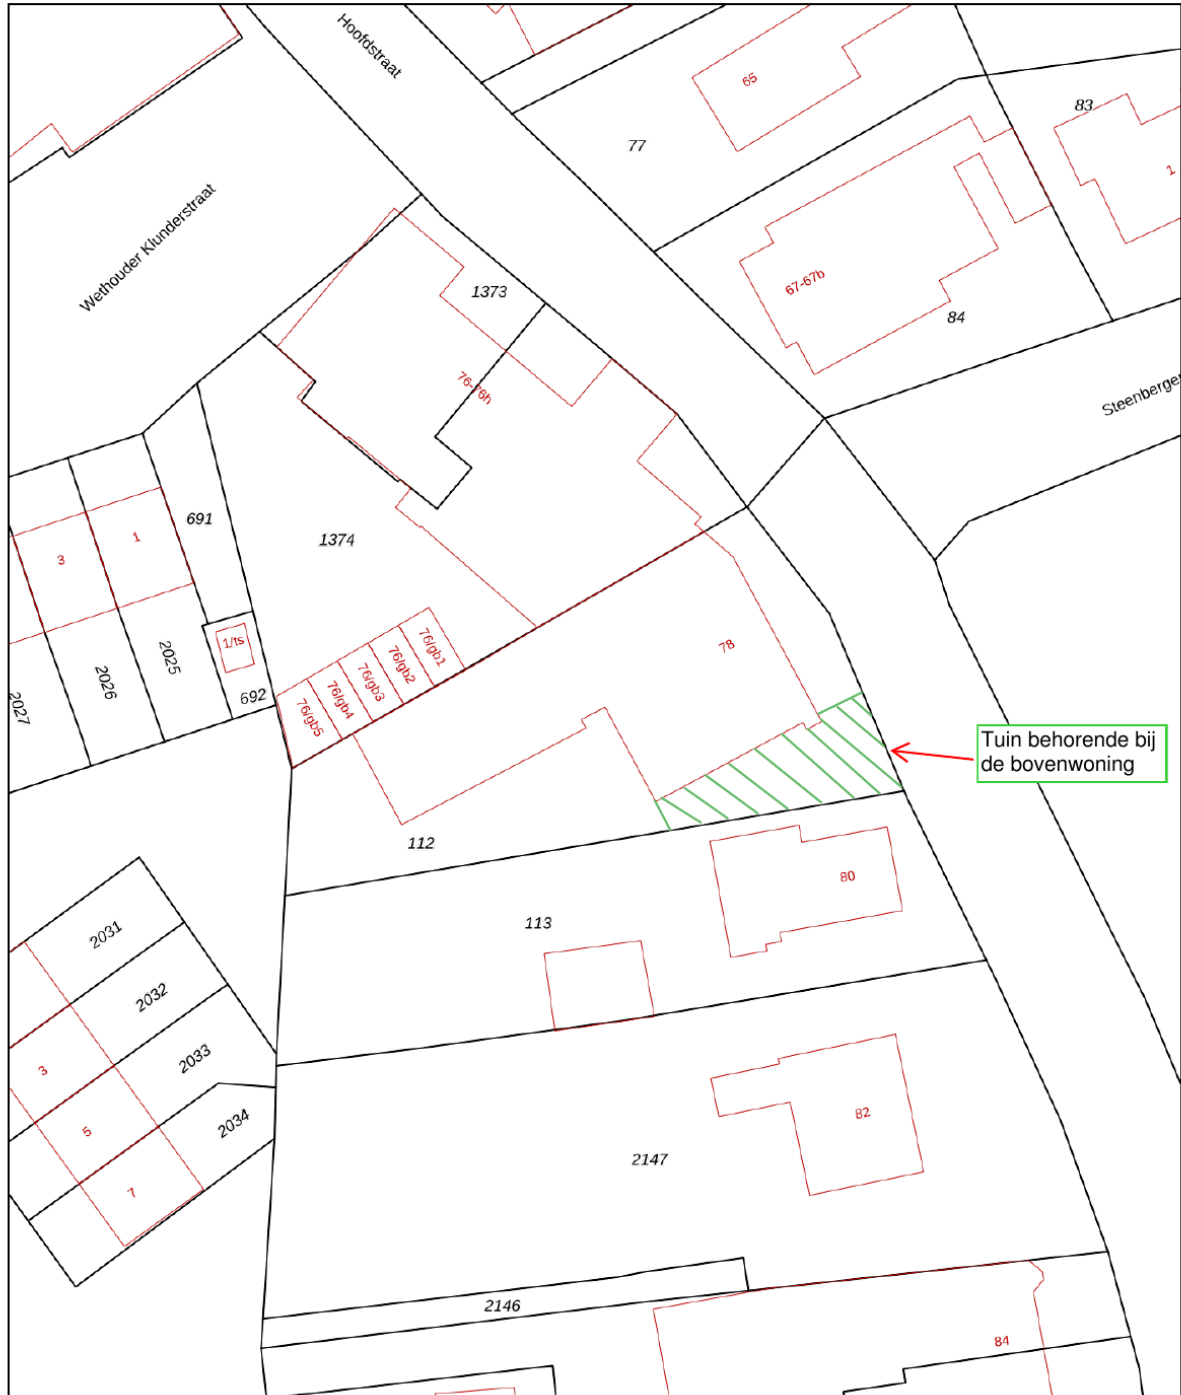 Hoofdstraat
65
83
77
1
Wethouder Klunderstraat
67-67b
1373
84
76-76h
Steenberger
691
1374
3
1
1/ts
2025
2026
2027
692
76/gb1
76/gb2
76/gb3
76/gb4
76/gb5
78
Tuin behorende bij
de bovenwoning
112
80
113
2031
2032
2033
2034
3
5
7
82
2147
2146
84